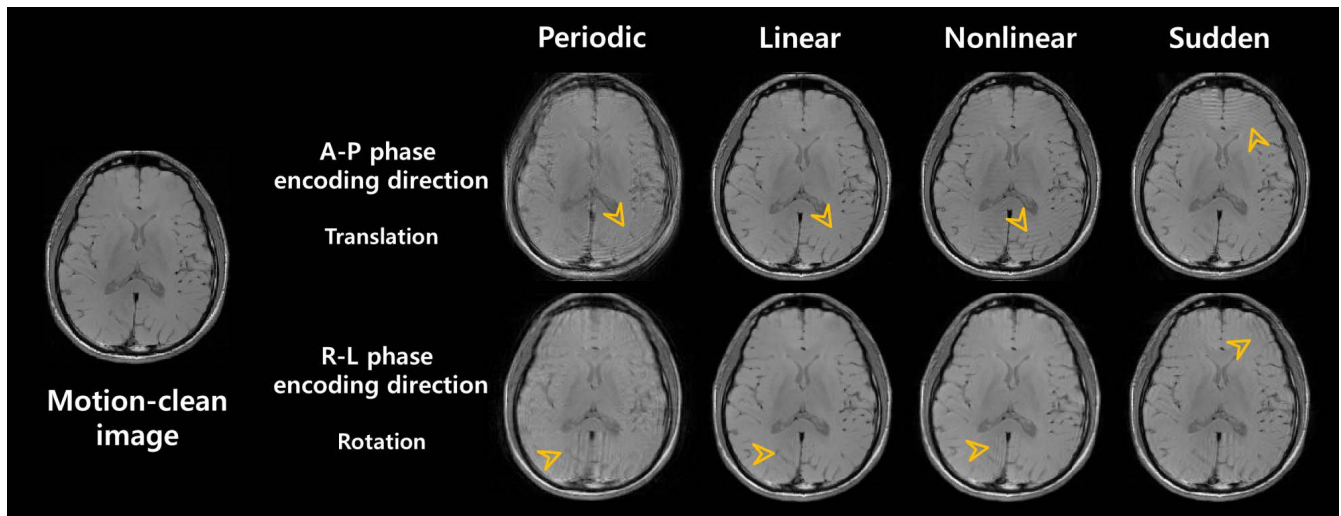 Periodic
Linear
Nonlinear
Sudden
A-P phase
encoding direction
Translation
R-L phase
encoding direction
Rotation
Motion-clean
image